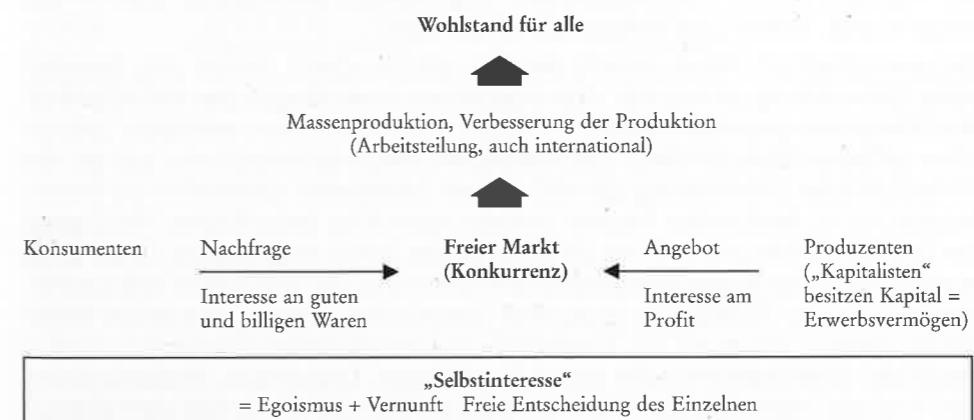 Wohlstand für alle
Massenproduktion, Verbesserung der Produktion
(Arbeitsteilung, auch international)
Konsumenten
Nachfrage
Interesse an guten
und billigen Waren
Freier Markt
(Konkurrenz)
Angebot
Interesse am
Profit
Produzenten
(„Kapitalisten“
besitzen Kapital =
Erwerbsvermögen)
„Selbstinteresse“
= Egoismus + Vernunft Freie Entscheidung des Einzelnen